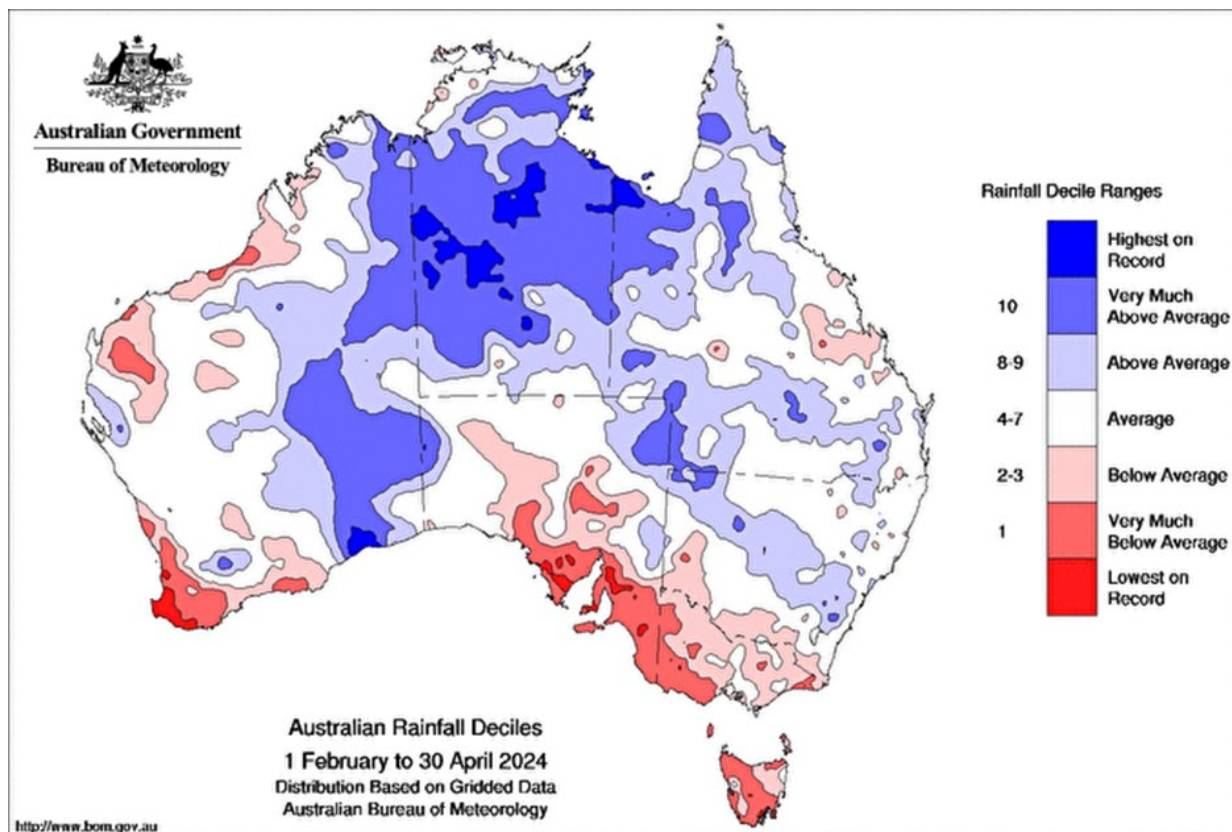 Australian Government
Bureau of Meteorology
Rainfall Decile Ranges
Highest on
Record
10
Very Much
Above Average
8-9
Above Average
4-7
Average
2-3
Below Average
1
Very Much
Below Average
Lowest on
Record
Australian Rainfall Deciles
1 February to 30 April 2024
Distribution Based on Gridded Data
Australian Bureau of Meteorology
http://www.bom.gov.au